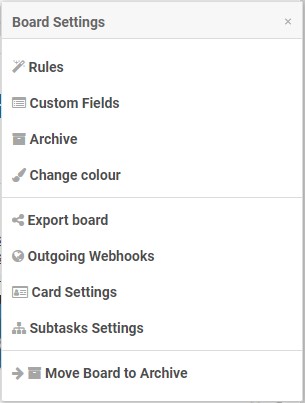 Board Settings ×
Rules
Custom Fields
Archive
Change colour
Export board
Outgoing Webhooks
Card Settings
Subtasks Settings
Move Board to Archive